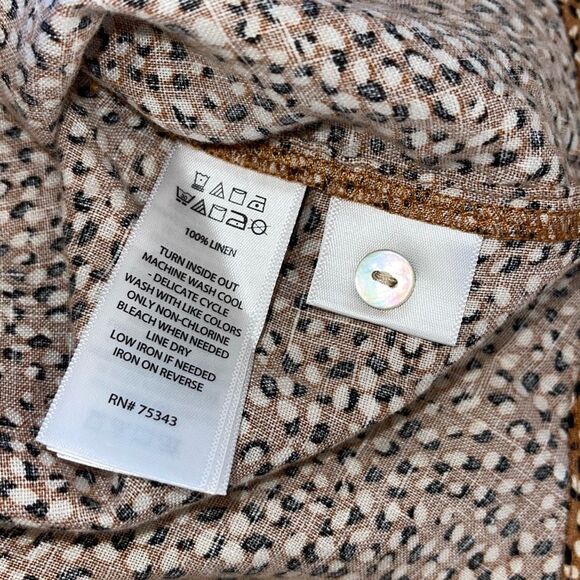 100% LINEN
TURN INSIDE OUT
MACHINE WASH COOL
- DELICATE CYCLE
WASH WITH LIKE COLORS
ONLY NON-CHLORINE
BLEACH WHEN NEEDED
LINE DRY
LOW IRON IF NEEDED
IRON ON REVERSE
RN# 75343